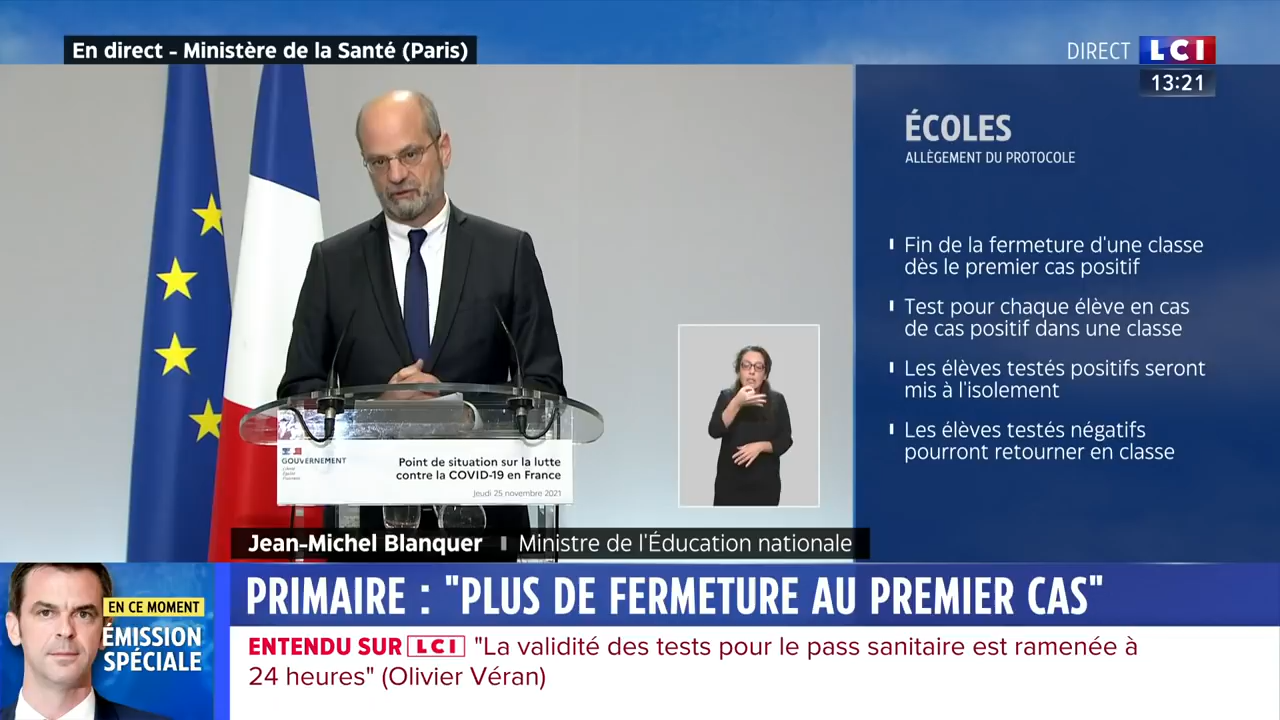 En direct - Ministère de la Santé (Paris)
DIRECT LCI
13:21
ÉCOLES
ALLÈGEMENT DU PROTOCOLE
Fin de la fermeture d'une classe
dès le premier cas positif
Test pour chaque élève en cas
de cas positif dans une classe
Les élèves testés positifs seront
mis à l'isolement
Les élèves testés négatifs
pourront retourner en classe
GOUVERNEMENT
Point de situation sur la lutte
contre la COVID-19 en France
Jeudi 25 novembre 2021
Jean-Michel Blanquer Ministre de l'Éducation nationale
EN CE MOMENT
ÉMISSION
SPÉCIALE
PRIMAIRE : "PLUS DE FERMETURE AU PREMIER CAS"
ENTENDU SUR LCI "La validité des tests pour le pass sanitaire est ramenée à
24 heures" (Olivier Véran)